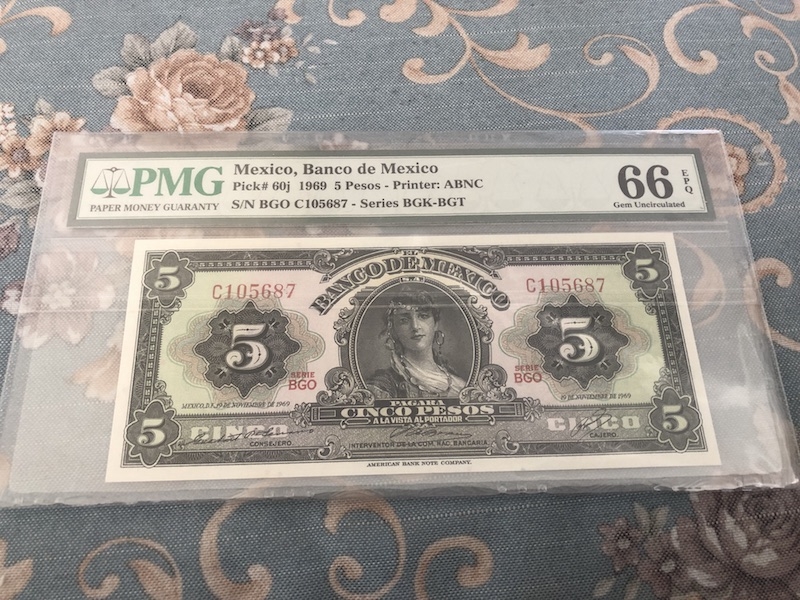 PMG
PAPER MONEY GUARANTY
Mexico, Banco de Mexico
Pick# 60j 1969 5 Pesos - Printer: ABNC
S/N BGO C105687 - Series BGK-BGT
66 EPQ
Gem Uncirculated
EL
BANCO DE MEXICO
S.A.
5 5
C105687 C105687
5 5
SERIE BGO SERIE BGO
MEXICO, D.F., 19 DE NOVIEMBRE DE 1969 19 DE NOVIEMBRE DE 1969
PAGARA
CINCO PESOS
A LA VISTA AL PORTADOR
5 CINCO CINCO 5
CONSEJERO INTERVENTOR DE LA COM. NAC. BANCARIA CAJERO
AMERICAN BANK NOTE COMPANY.